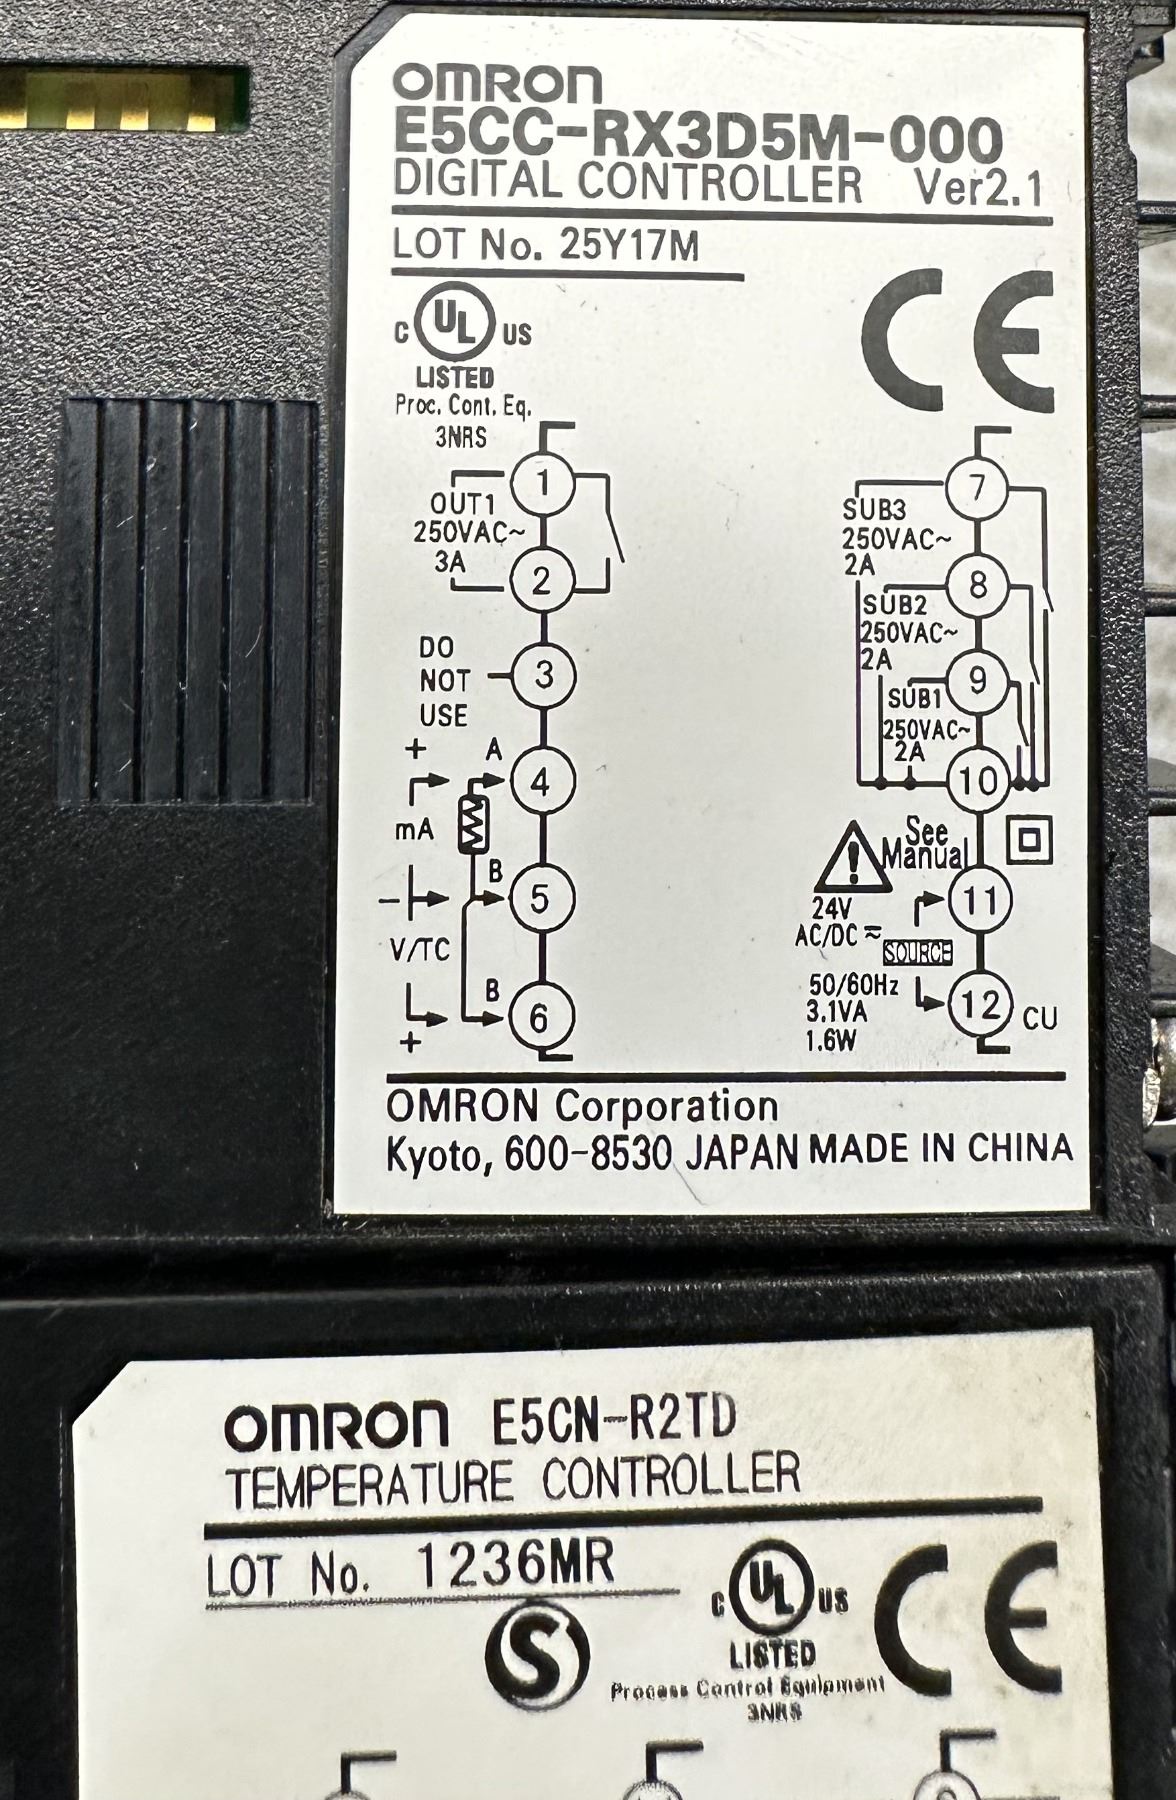 OMRON
E5CC-RX3D5M-000
DIGITAL CONTROLLER Ver2.1
LOT No. 25Y17M
C UL US
LISTED
Proc. Cont. Eq.
3NRS
CE
1
OUT1
250VAC~
3A
2
DO
NOT
USE
3
+
A
4
mA
B
5
-
V/TC
B
6
+
7
SUB3
250VAC~
2A
8
SUB2
250VAC~
2A
9
SUB1
250VAC~
2A
10
See
Manual
11
24V
AC/DC
SOURCE
50/60Hz
3.1VA
1.6W
12
CU
OMRON Corporation
Kyoto, 600-8530 JAPAN MADE IN CHINA
OMRON E5CN-R2TD
TEMPERATURE CONTROLLER
LOT No. 1236MR
S
C UL US
LISTED
Process Control Equipment
3NRS
CE